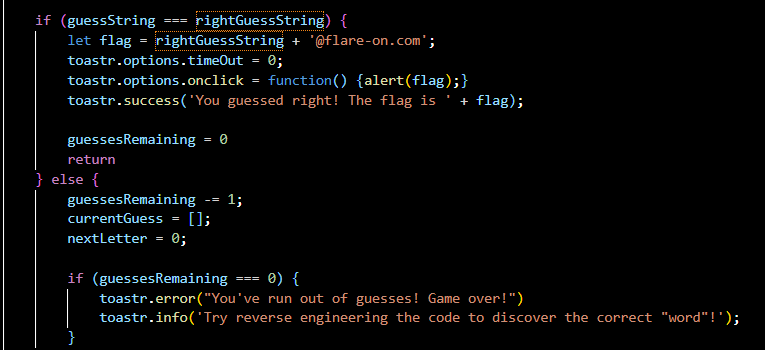 if (guessString === rightGuessString) {
let flag = rightGuessString + '@flare-on.com';
toastr.options.timeOut = 0;
toastr.options.onclick = function() {alert(flag);}
toastr.success('You guessed right! The flag is ' + flag);
guessesRemaining = 0
return
} else {
guessesRemaining -= 1;
currentGuess = [];
nextLetter = 0;
if (guessesRemaining === 0) {
toastr.error("You've run out of guesses! Game over!")
toastr.info('Try reverse engineering the code to discover the correct "word"!');
}